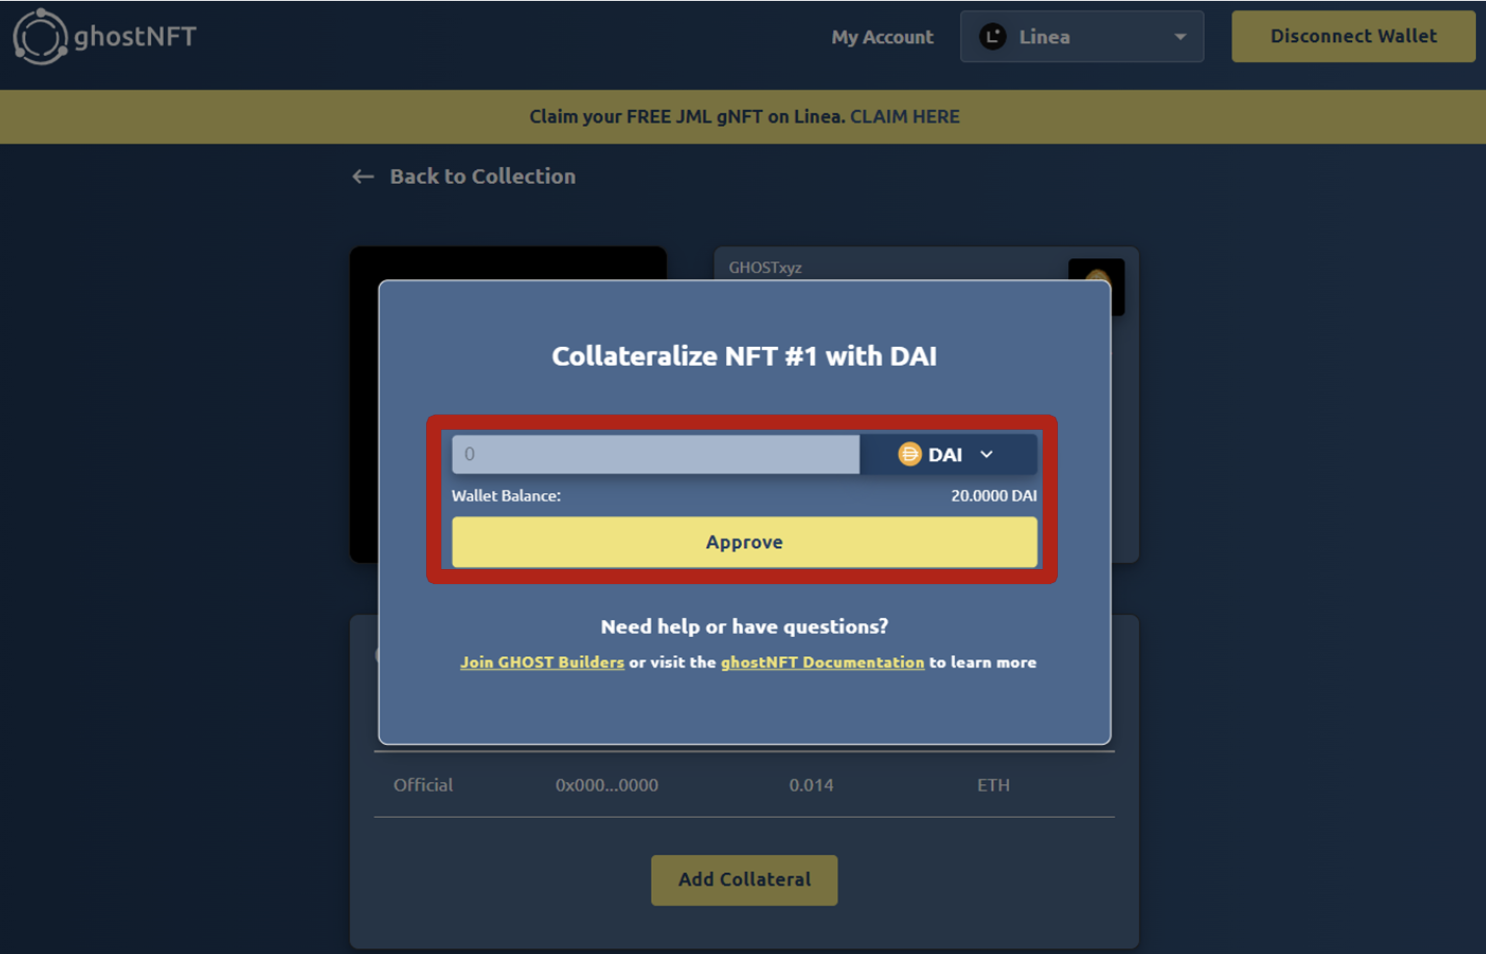 ghostNFT
My Account
Linea
Disconnect Wallet
Claim your FREE JML gNFT on Linea. CLAIM HERE
← Back to Collection
GHOSTxyz
Collateralize NFT #1 with DAI
0
DAI
Wallet Balance:
20.0000 DAI
Approve
Need help or have questions?
Join GHOST Builders or visit the ghostNFT Documentation to learn more
Official 0x000...0000 0.014 ETH
Add Collateral